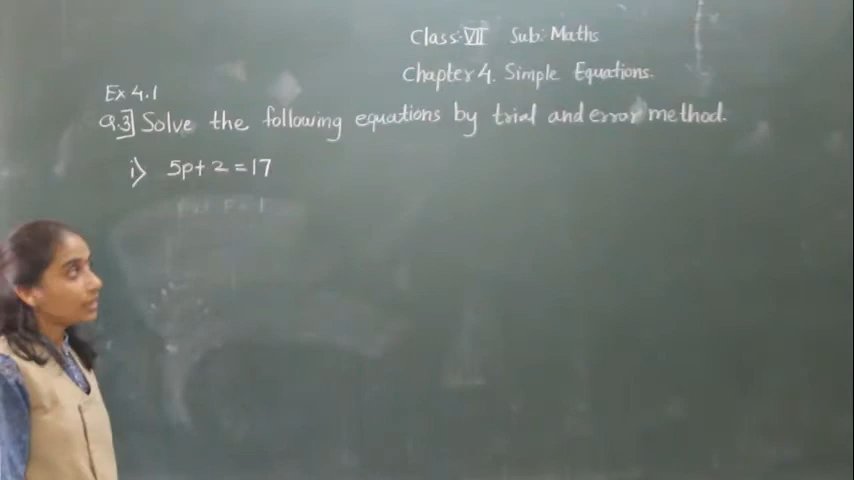 Class: VII Sub: Maths
Chapter 4. Simple Equations.
Ex 4.1
Q.3] Solve the following equations by trial and error method.
i) 5p+2=17